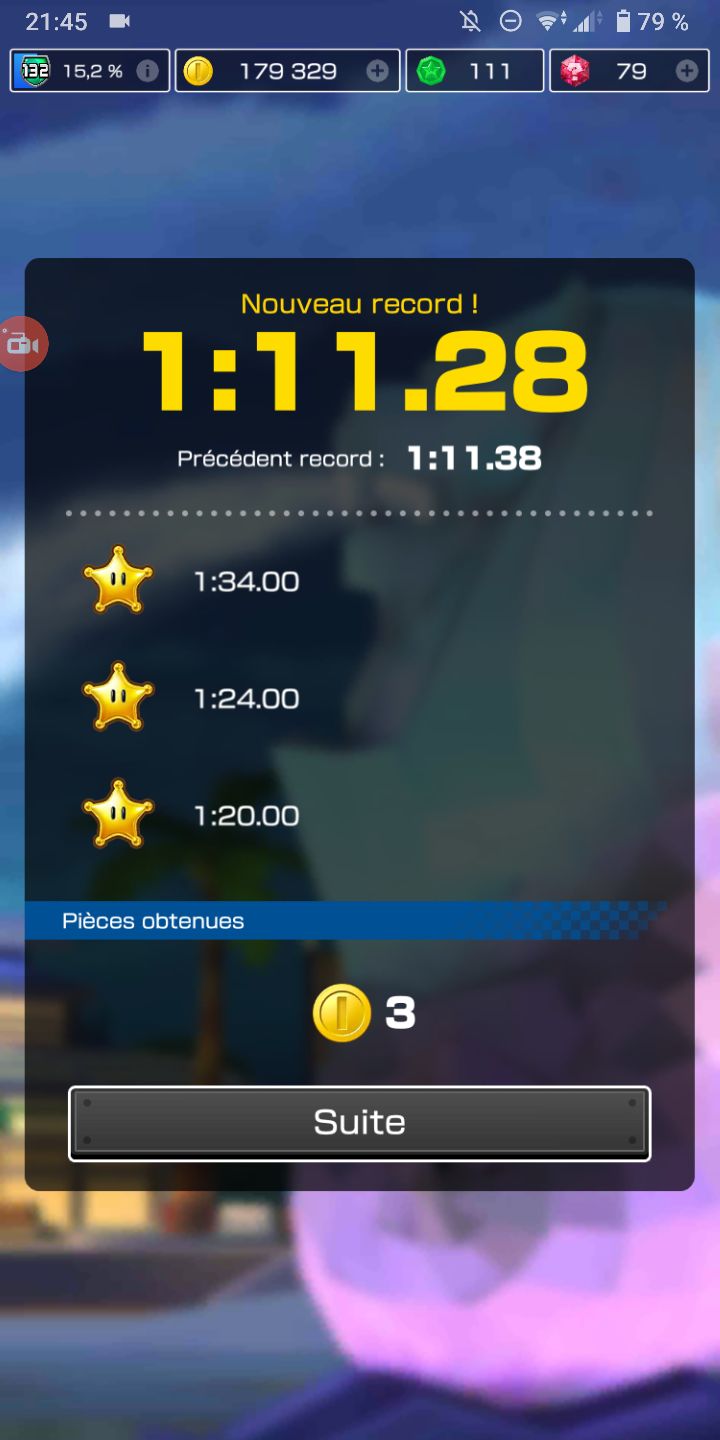 21:45 79 %
132 15,2 % i 179 329 111 79
Nouveau record !
1:11.28
Précédent record : 1:11.38
1:34.00
1:24.00
1:20.00
Pièces obtenues
3
Suite